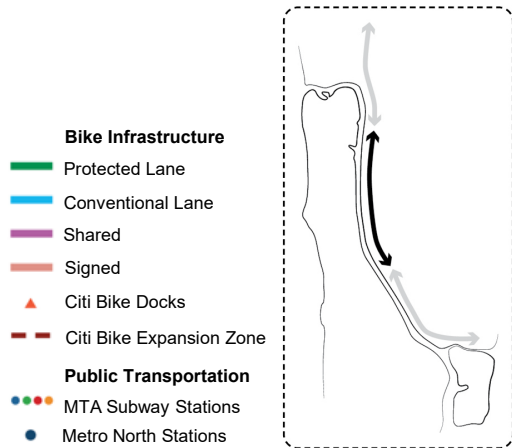 Bike Infrastructure
Protected Lane
Conventional Lane
Shared
Signed
Citi Bike Docks
Citi Bike Expansion Zone
Public Transportation
MTA Subway Stations
Metro North Stations